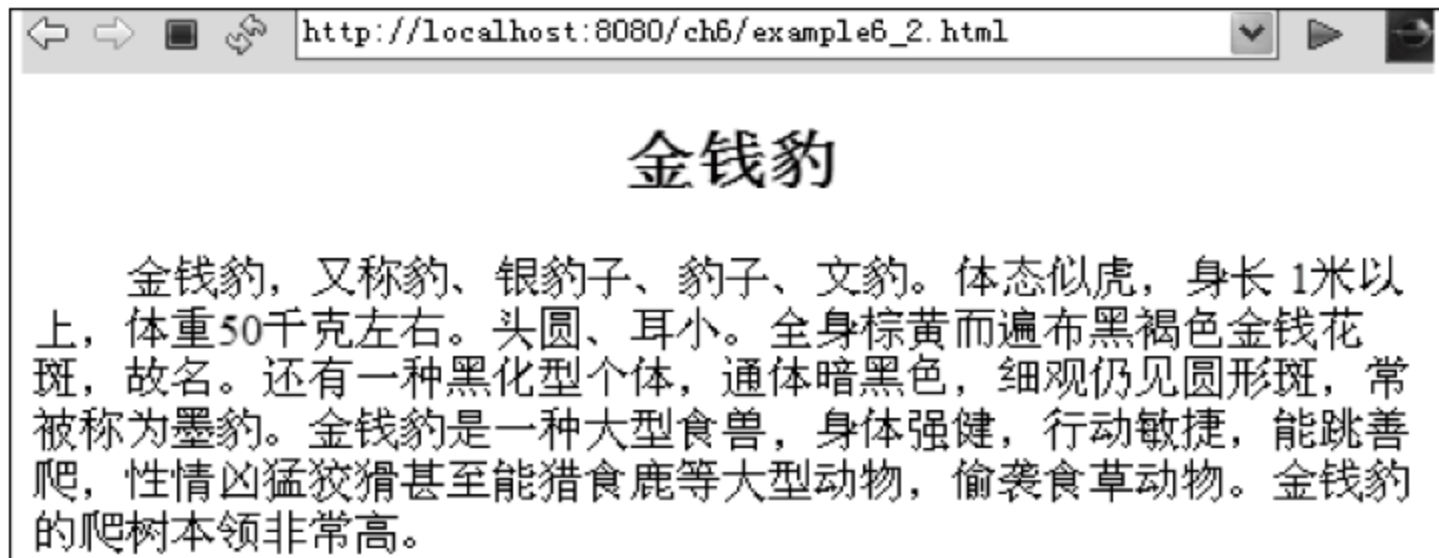 http://localhost:8080/ch6/example6_2.html
金钱豹
金钱豹，又称豹、银豹子、豹子、文豹。体态似虎，身长 1米以
上，体重50千克左右。头圆、耳小。全身棕黄而遍布黑褐色金钱花
斑，故名。还有一种黑化型个体，通体暗黑色，细观仍见圆形斑，常
被称为墨豹。金钱豹是一种大型食兽，身体强健，行动敏捷，能跳善
爬，性情凶猛狡猾甚至能猎食鹿等大型动物，偷袭食草动物。金钱豹
的爬树本领非常高。